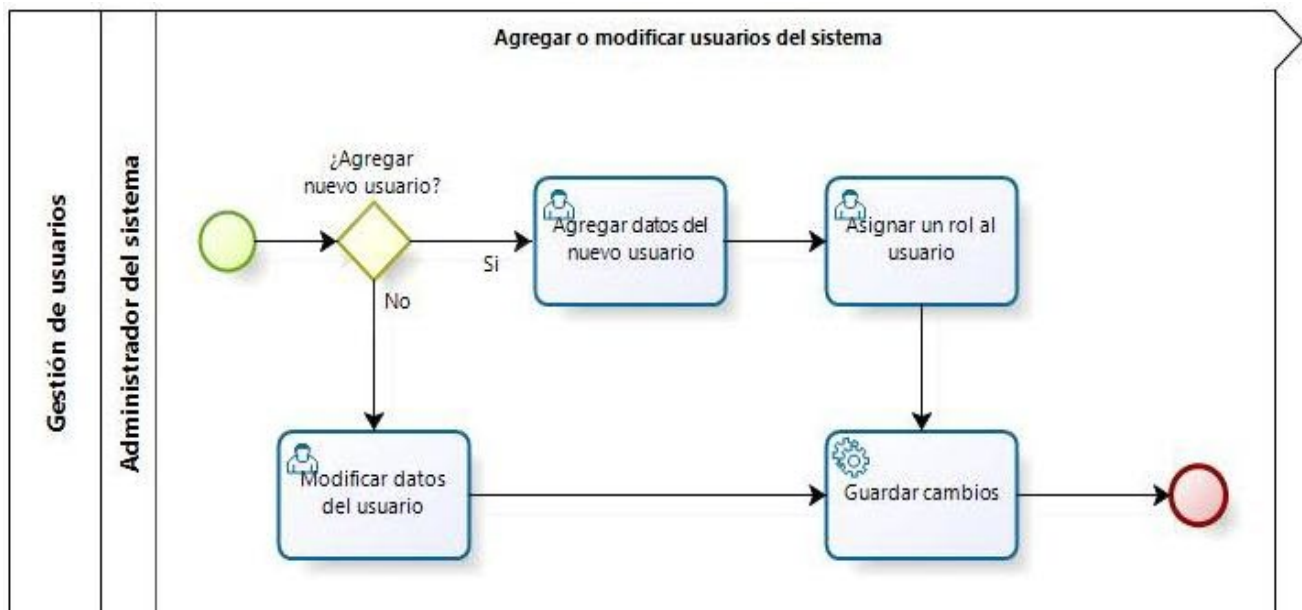 Agregar o modificar usuarios del sistema
Gestión de usuarios
Administrador del sistema
¿Agregar
nuevo usuario?
Si
No
Agregar datos del
nuevo usuario
Asignar un rol al
usuario
Modificar datos
del usuario
Guardar cambios